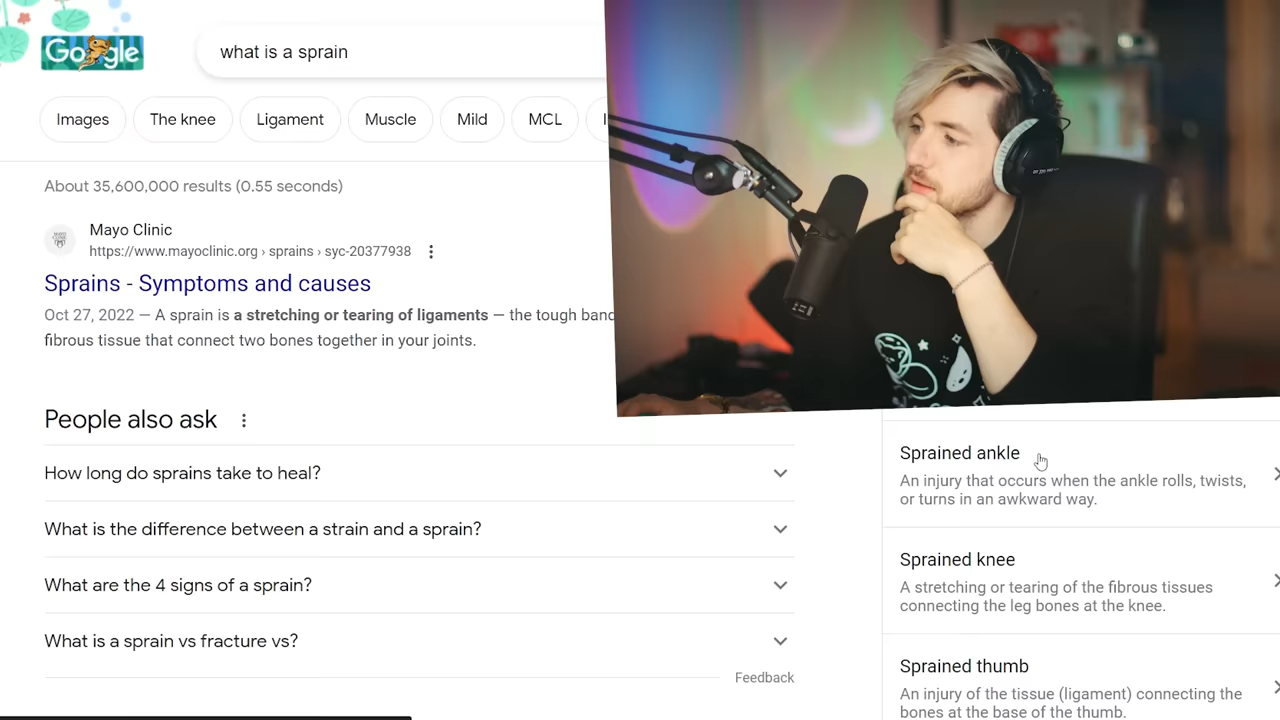 Google
what is a sprain
Images
The knee
Ligament
Muscle
Mild
MCL
About 35,600,000 results (0.55 seconds)
Mayo Clinic
https://www.mayoclinic.org › sprains › syc-20377938
Sprains - Symptoms and causes
Oct 27, 2022 — A sprain is a stretching or tearing of ligaments — the tough band
fibrous tissue that connect two bones together in your joints.
People also ask
How long do sprains take to heal?
What is the difference between a strain and a sprain?
What are the 4 signs of a sprain?
What is a sprain vs fracture vs?
Feedback
Sprained ankle
An injury that occurs when the ankle rolls, twists,
or turns in an awkward way.
Sprained knee
A stretching or tearing of the fibrous tissues
connecting the leg bones at the knee.
Sprained thumb
An injury of the tissue (ligament) connecting the
bones at the base of the thumb.